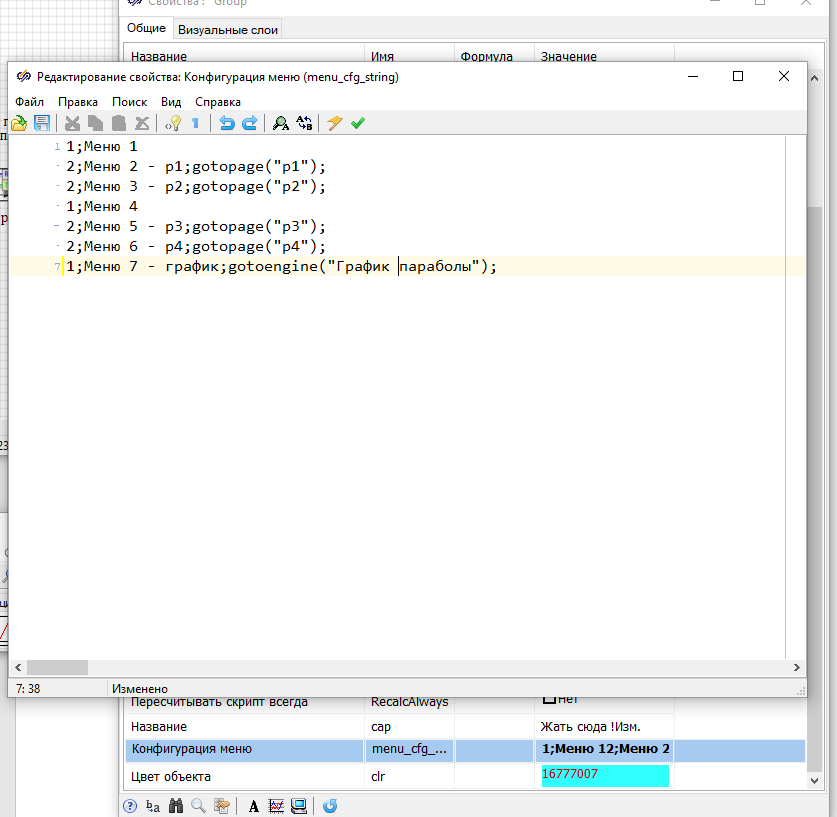 Свойства: Group
Общие
Визуальные слои
Название Имя Формула Значение
Редактирование свойства: Конфигурация меню (menu_cfg_string)
Файл Правка Поиск Вид Справка
1 1;Меню 1
2;Меню 2 - p1;gotopage("p1");
2;Меню 3 - p2;gotopage("p2");
1;Меню 4
2;Меню 5 - p3;gotopage("p3");
2;Меню 6 - p4;gotopage("p4");
7 1;Меню 7 - график;gotoengine("График параболы");
7: 38 Изменено
Пересчитывать скрипт всегда RecalcAlways Нет
Название cap Жать сюда !Изм.
Конфигурация меню menu_cfg_... 1;Меню 12;Меню 2
Цвет объекта clr 16777007